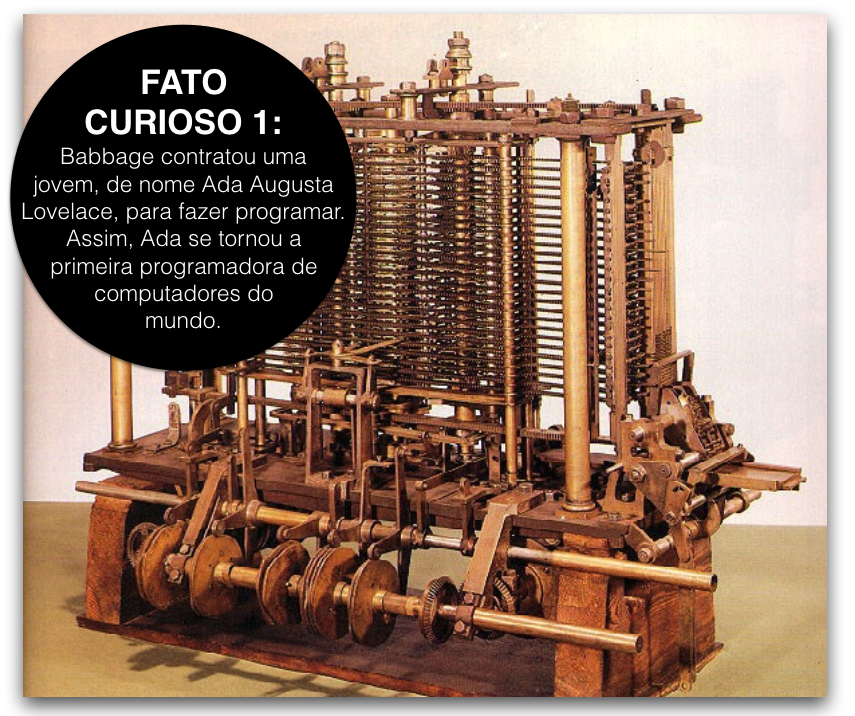 FATO
CURIOSO 1:
Babbage contratou uma
jovem, de nome Ada Augusta
Lovelace, para fazer programar.
Assim, Ada se tornou a
primeira programadora de
computadores do
mundo.